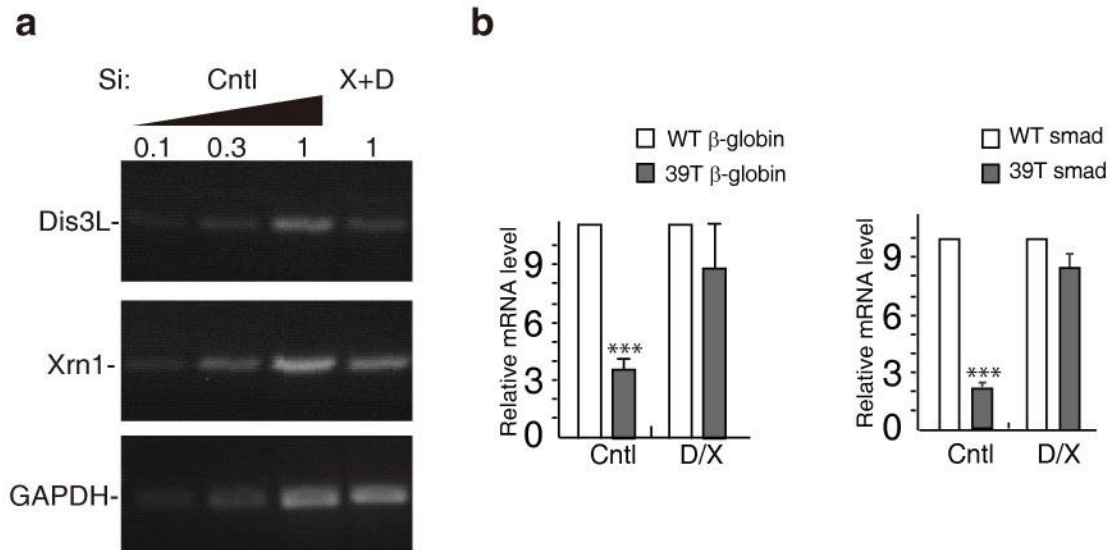 a
Si: Cntl X+D
0.1 0.3 1 1
Dis3L-
Xrn1-
GAPDH-
b
WT β-globin
39T β-globin
Relative mRNA level
9
6
3
0
***
Cntl D/X
WT smad
39T smad
Relative mRNA level
9
6
3
0
***
Cntl D/X